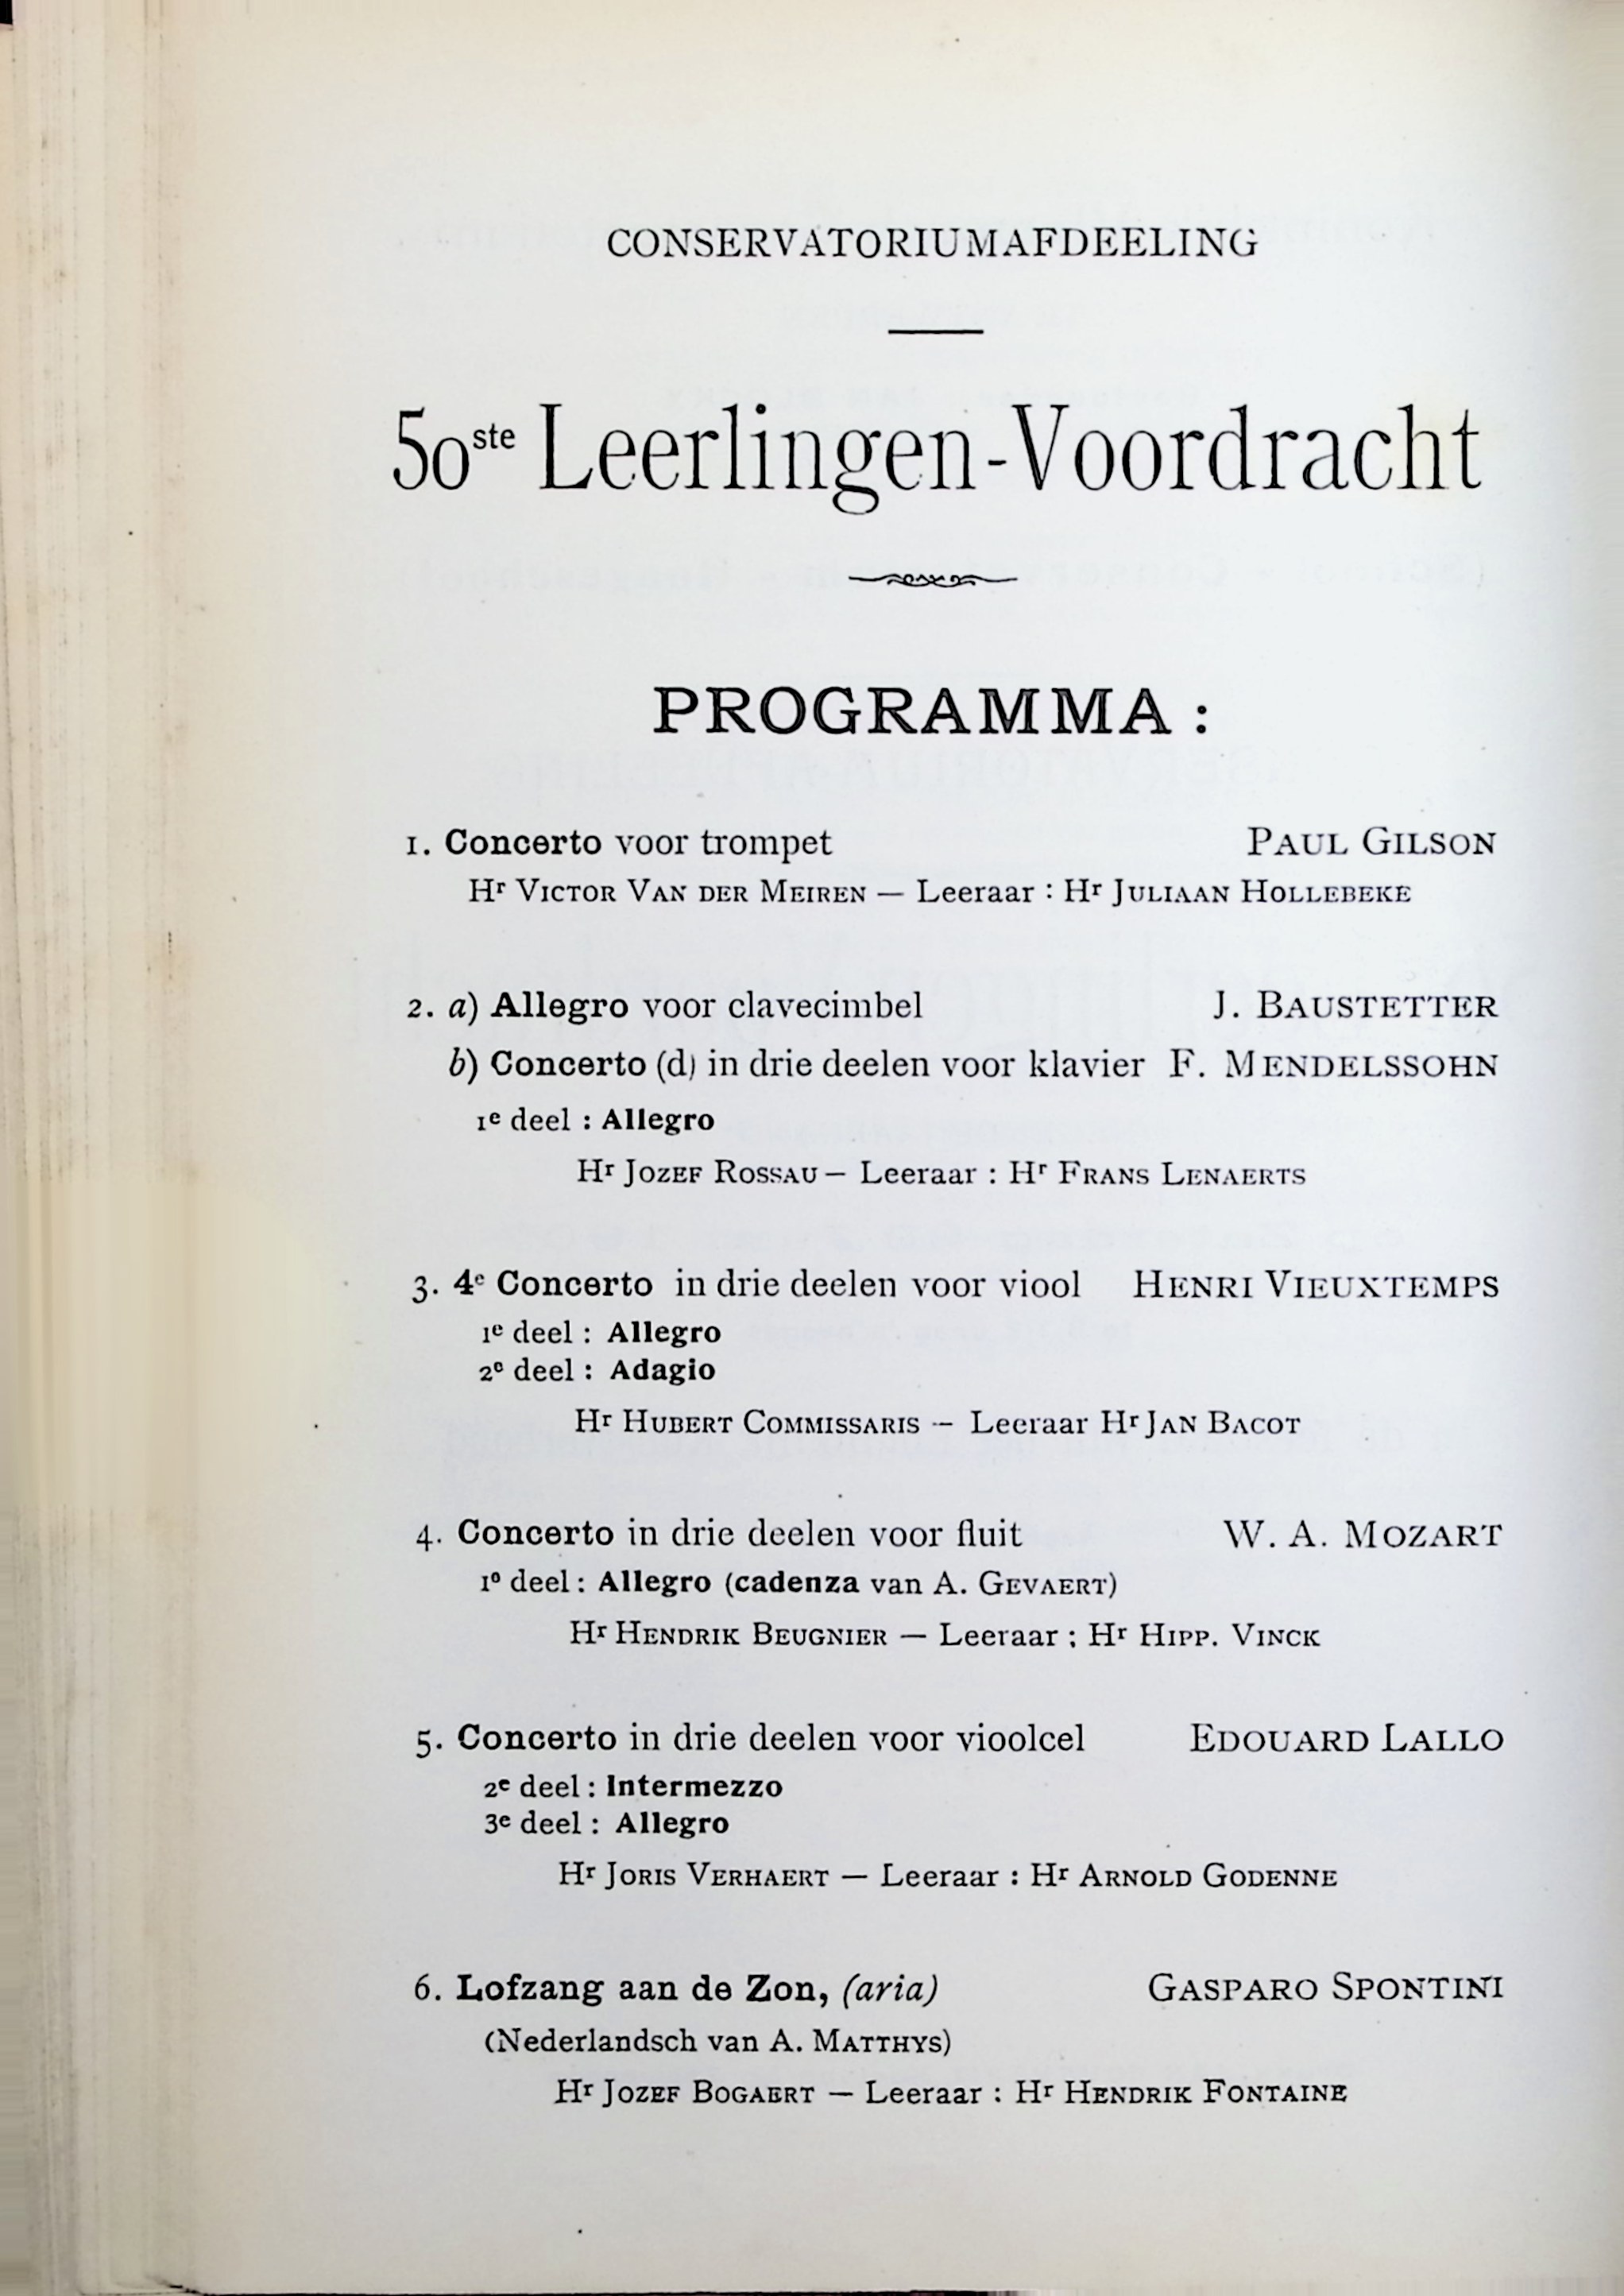 CONSERVATORIUMAFDEELING
50ste Leerlingen-Voordracht
PROGRAMMA :
1. Concerto voor trompet PAUL GILSON
Hr VICTOR VAN DER MEIREN — Leeraar : Hr JULIAAN HOLLEBEKE
2. a) Allegro voor clavecimbel J. BAUSTETTER
b) Concerto (d) in drie deelen voor klavier F. MENDELSSOHN
1e deel : Allegro
Hr JOZEF ROSSAU — Leeraar : Hr FRANS LENAERTS
3. 4e Concerto in drie deelen voor viool HENRI VIEUXTEMPS
1e deel : Allegro
2e deel : Adagio
Hr HUBERT COMMISSARIS — Leeraar Hr JAN BACOT
4. Concerto in drie deelen voor fluit W. A. MOZART
1e deel : Allegro (cadenza van A. GEVAERT)
Hr HENDRIK BEUGNIER — Leeraar ; Hr HIPP. VINCK
5. Concerto in drie deelen voor vioolcel EDOUARD LALLO
2e deel : Intermezzo
3e deel : Allegro
Hr JORIS VERHAERT — Leeraar : Hr ARNOLD GODENNE
6. Lofzang aan de Zon, (aria) GASPARO SPONTINI
(Nederlandsch van A. MATTHYS)
Hr JOZEF BOGAERT — Leeraar : Hr HENDRIK FONTAINE